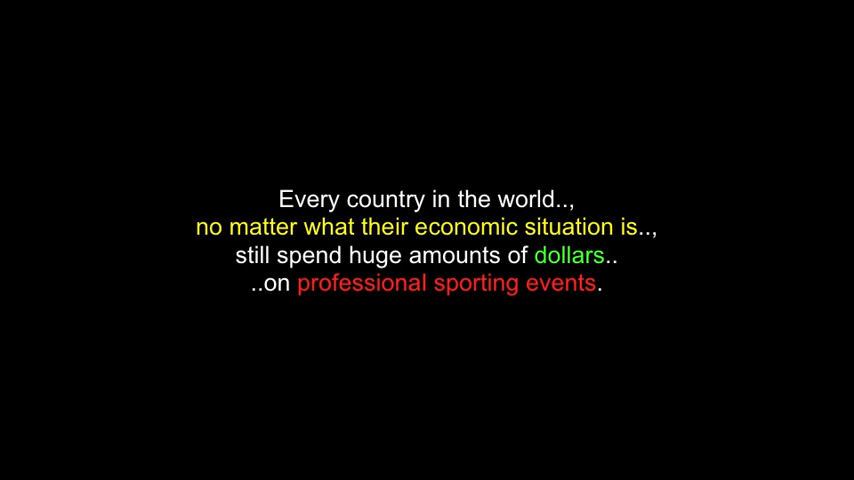 Every country in the world..,
no matter what their economic situation is..,
still spend huge amounts of dollars..
..on professional sporting events.